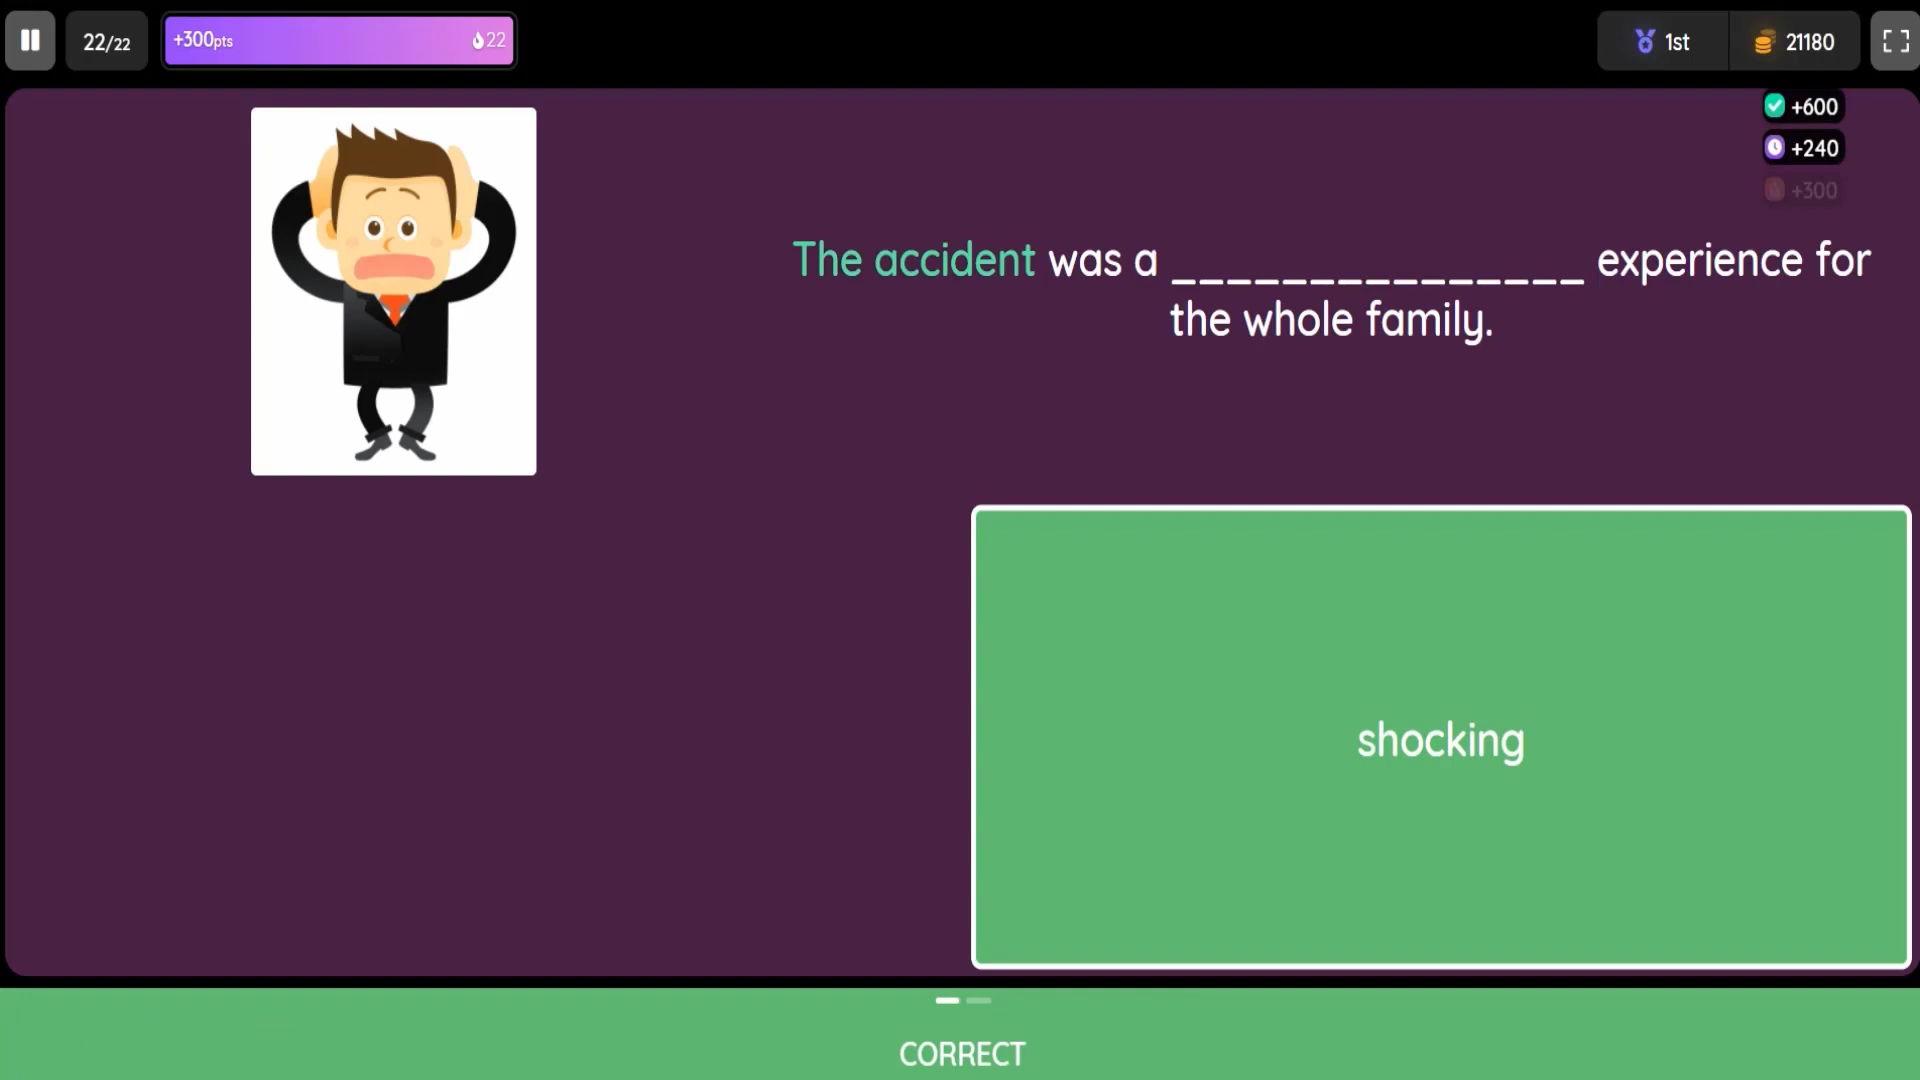 22/22
+300pts
22
1st
21180
+600
+240
+300
The accident was a _______________ experience for
the whole family.
shocking
CORRECT